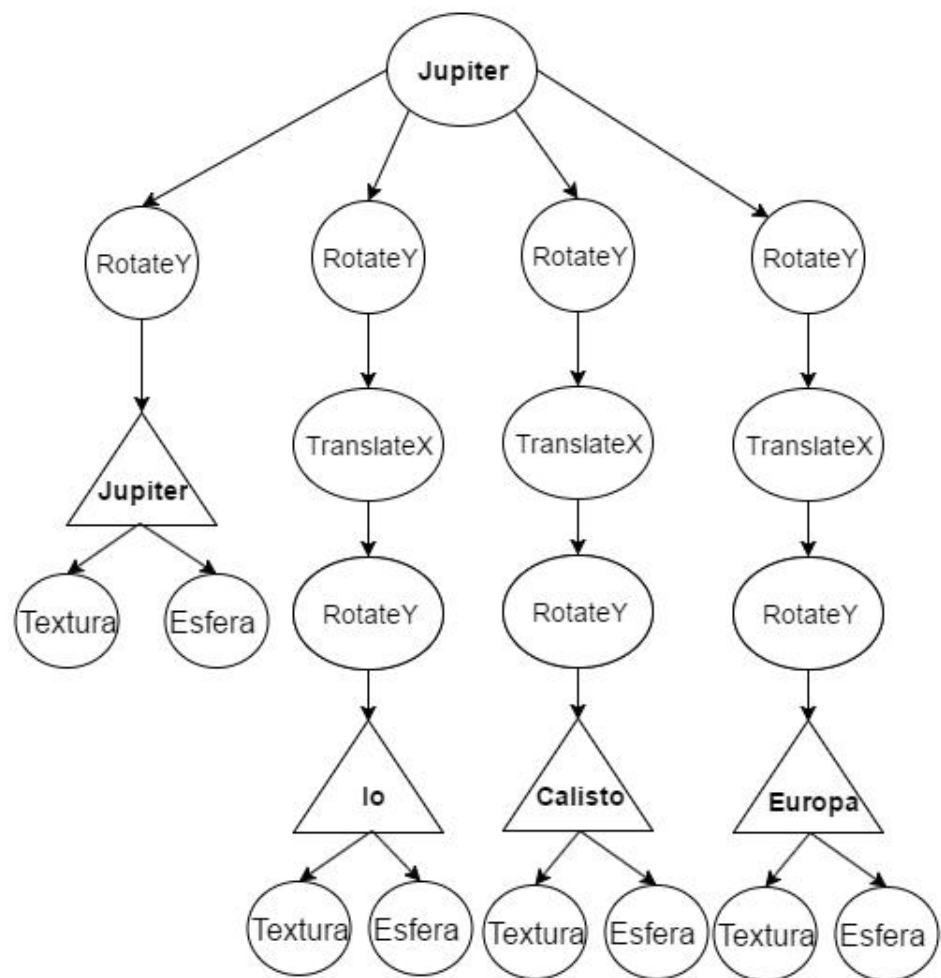 Jupiter
RotateY
RotateY
RotateY
RotateY
TranslateX
TranslateX
TranslateX
Jupiter
Textura
Esfera
RotateY
RotateY
RotateY
Io
Calisto
Europa
Textura
Esfera
Textura
Esfera
Textura
Esfera